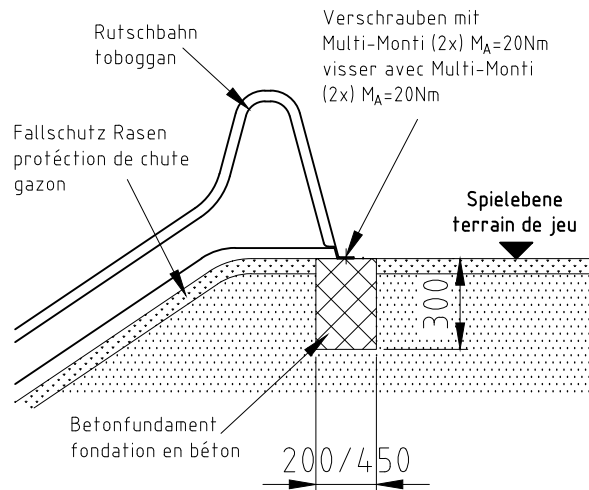 Rutschbahn
toboggan
Verschrauben mit
Multi-Monti (2x) MA=20Nm
visser avec Multi-Monti
(2x) MA=20Nm
Fallschutz Rasen
protéction de chute
gazon
Spielebene
terrain de jeu
300
Betonfundament
fondation en béton
200/450